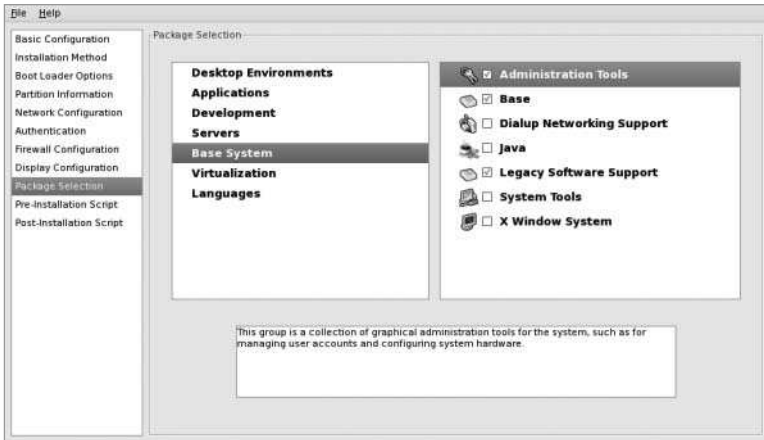 File Help
Basic Configuration
Installation Method
Boot Loader Options
Partition Information
Network Configuration
Authentication
Firewall Configuration
Display Configuration
Package Selection
Pre-Installation Script
Post-Installation Script
Package Selection
Desktop Environments
Applications
Development
Servers
Base System
Virtualization
Languages
Administration Tools
Base
Dialup Networking Support
Java
Legacy Software Support
System Tools
X Window System
This group is a collection of graphical administration tools for the system, such as for
managing user accounts and configuring system hardware.